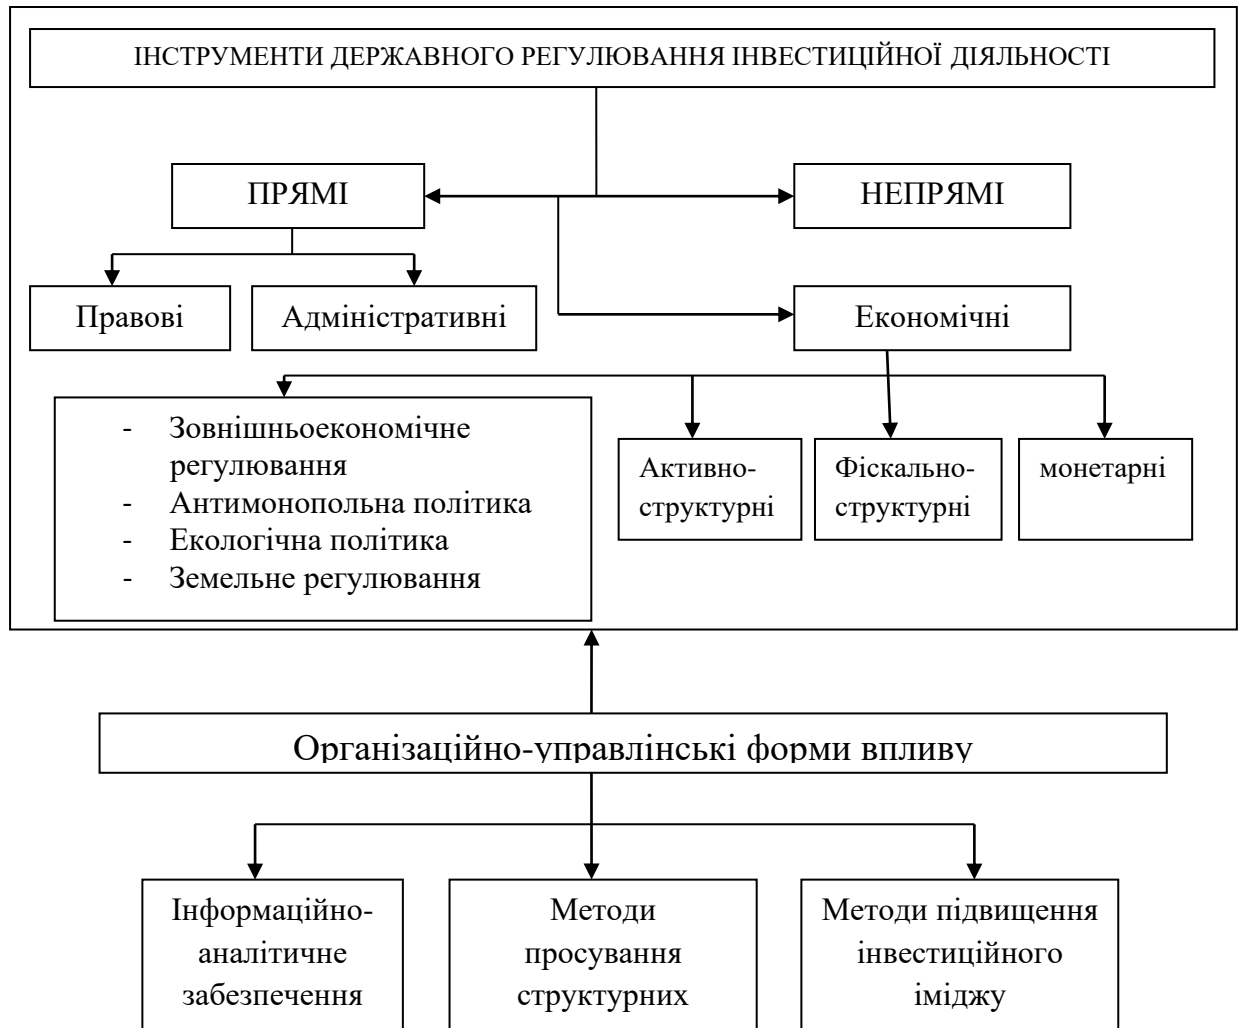 ІНСТРУМЕНТИ ДЕРЖАВНОГО РЕГУЛЮВАННЯ ІНВЕСТИЦІЙНОЇ ДІЯЛЬНОСТІ
ПРЯМІ
НЕПРЯМІ
Правові
Адміністративні
Економічні
- Зовнішньоекономічне
регулювання
- Антимонопольна політика
- Екологічна політика
- Земельне регулювання
Активно-
структурні
Фіскально-
структурні
монетарні
Організаційно-управлінські форми впливу
Інформаційно-
аналітичне
забезпечення
Методи
просування
структурних
Методи підвищення
інвестиційного
іміджу